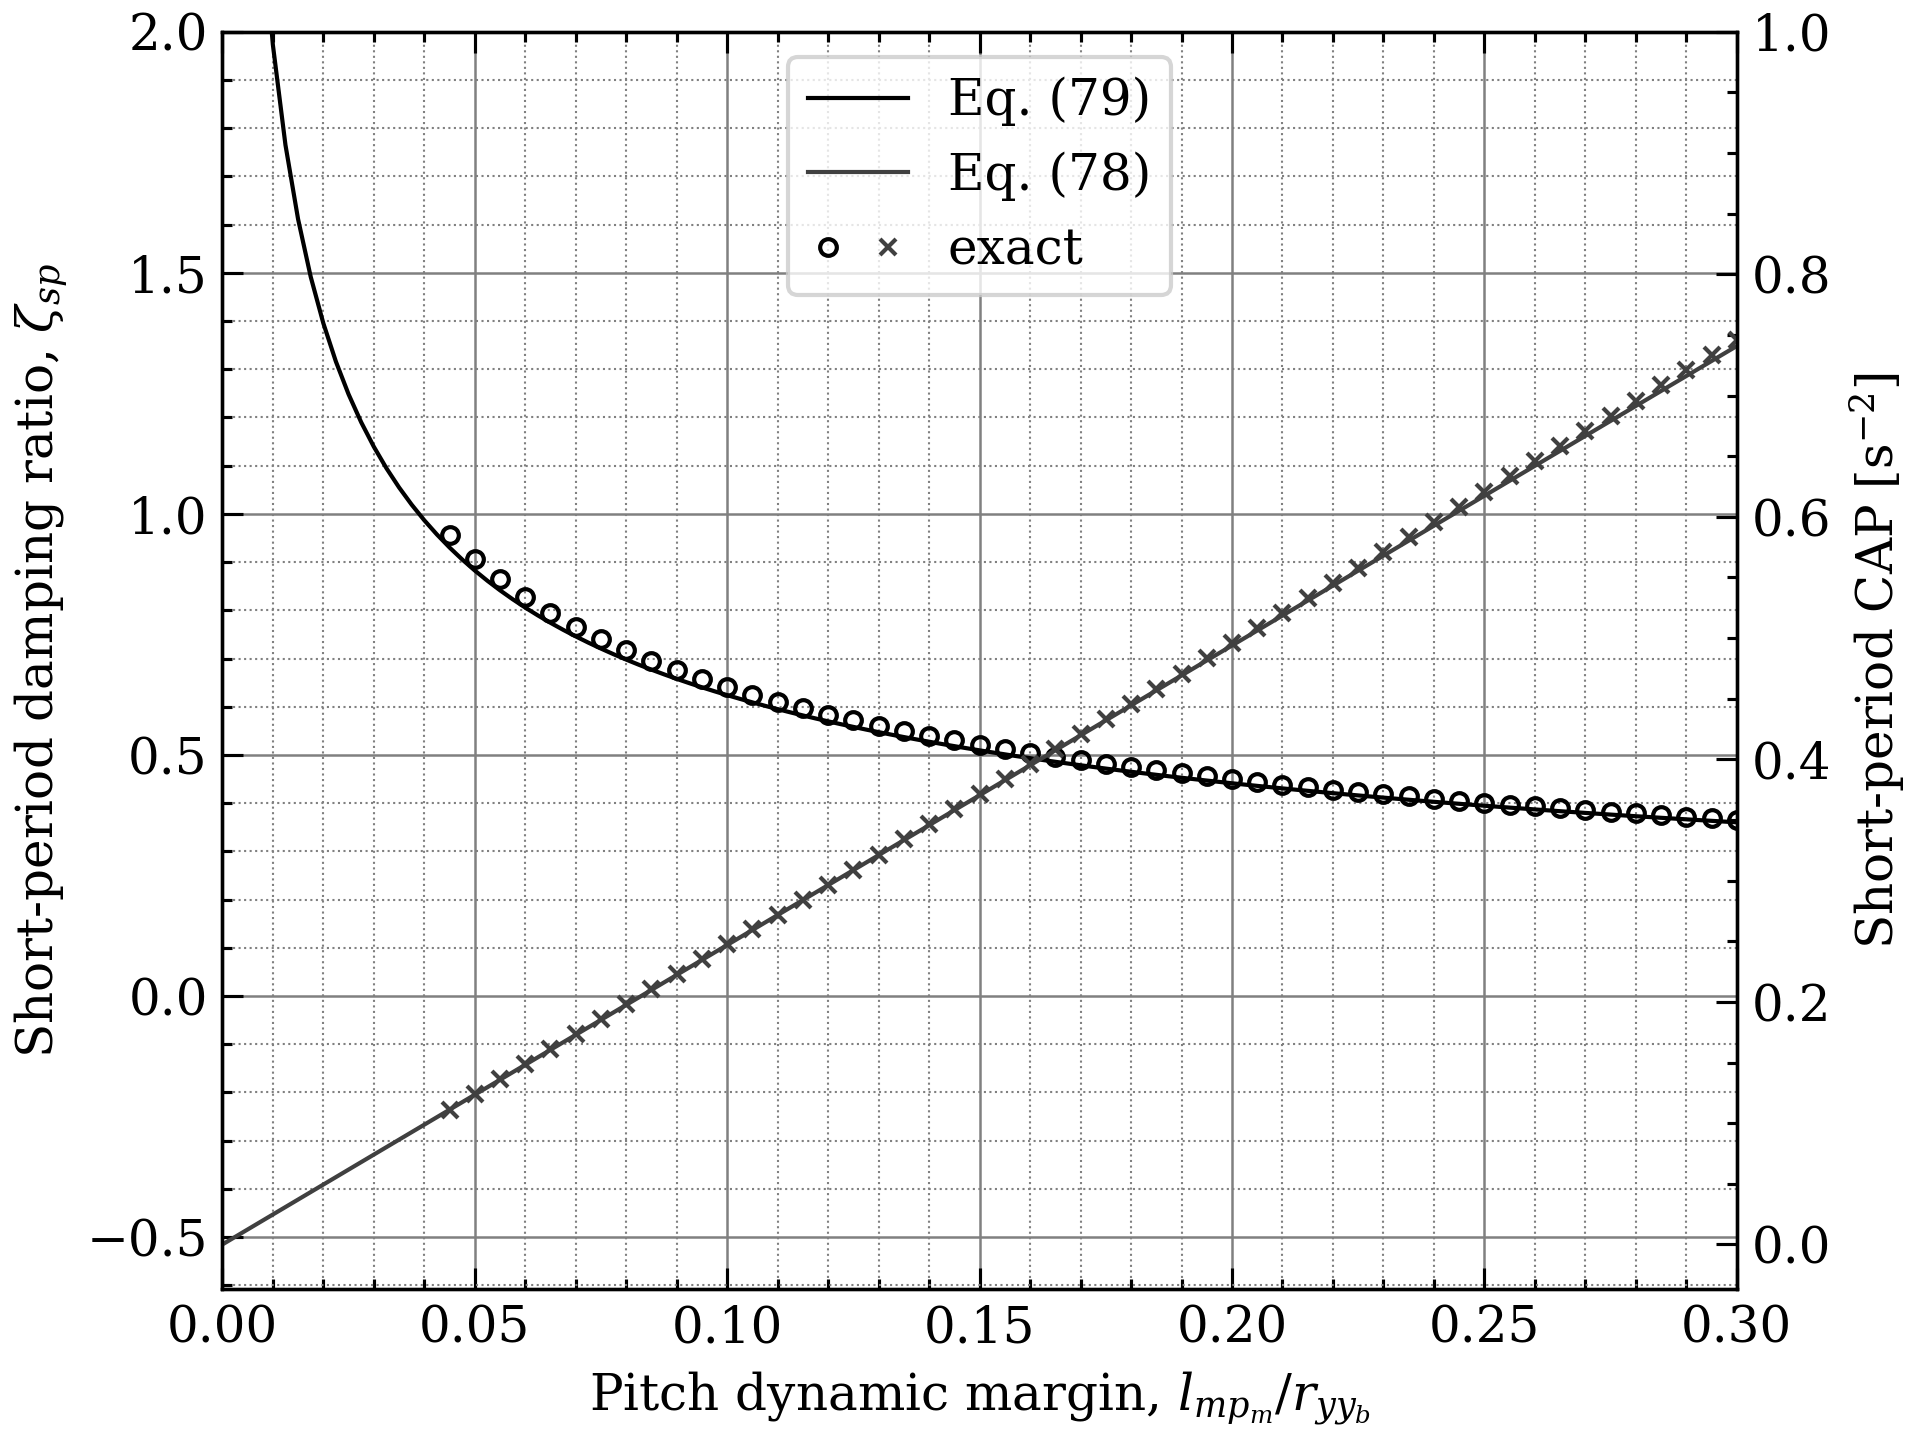 2.0
1.5
1.0
0.5
0.0
−0.5
Short-period damping ratio, ζsp
Eq. (79)
Eq. (78)
exact
1.0
0.8
0.6
0.4
0.2
0.0
Short-period CAP [s−2]
0.00 0.05 0.10 0.15 0.20 0.25 0.30
Pitch dynamic margin, lmpm/ryyb